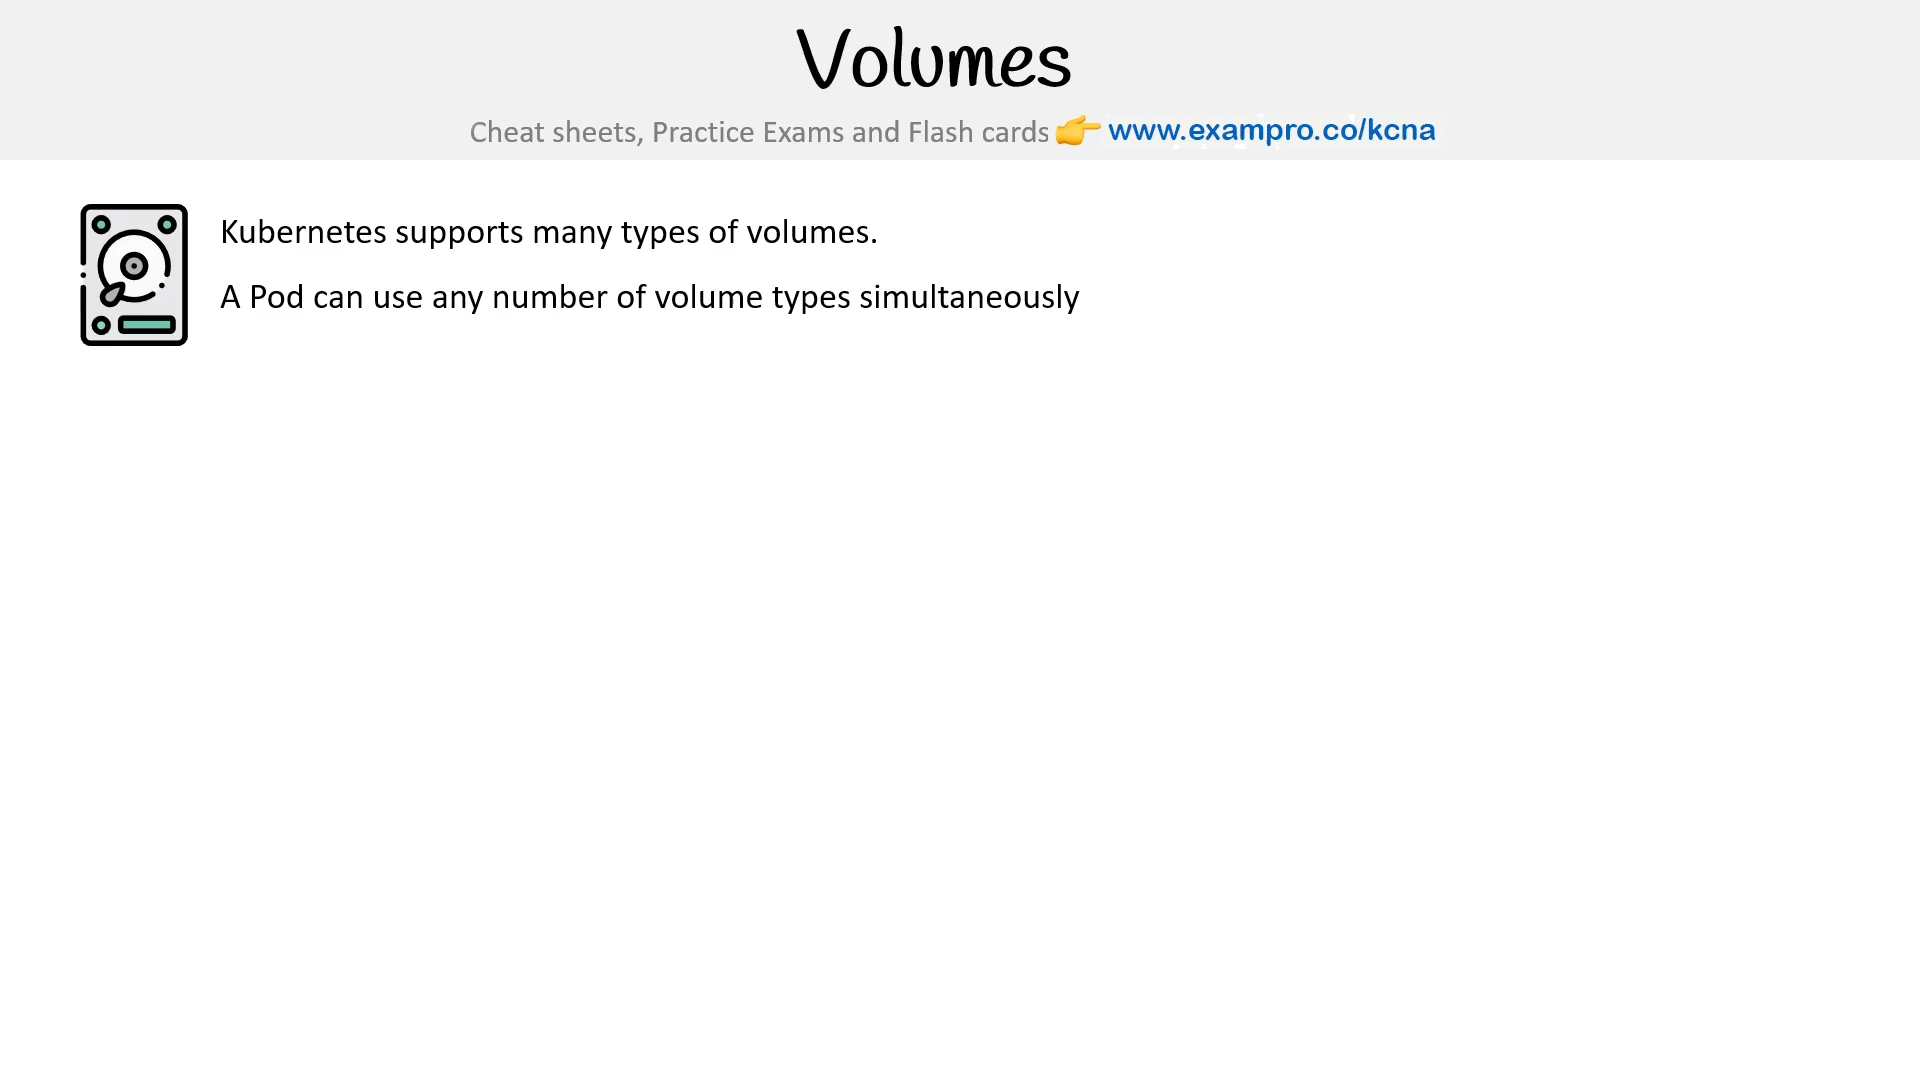 Volumes
Cheat sheets, Practice Exams and Flash cards 👉 www.exampro.co/kcna
Kubernetes supports many types of volumes.
A Pod can use any number of volume types simultaneously